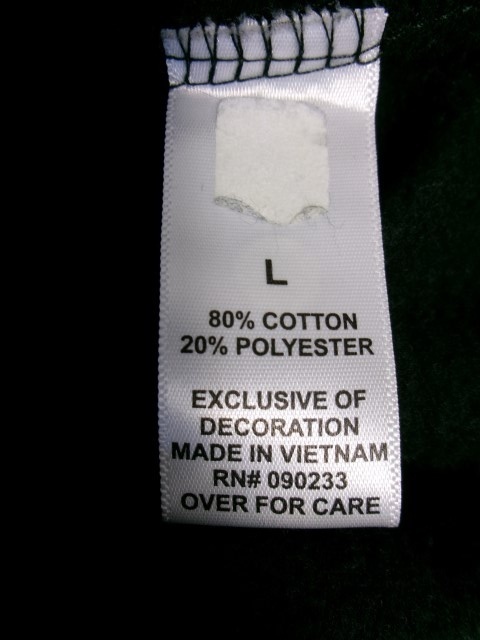 L
80% COTTON
20% POLYESTER
EXCLUSIVE OF
DECORATION
MADE IN VIETNAM
RN# 090233
OVER FOR CARE